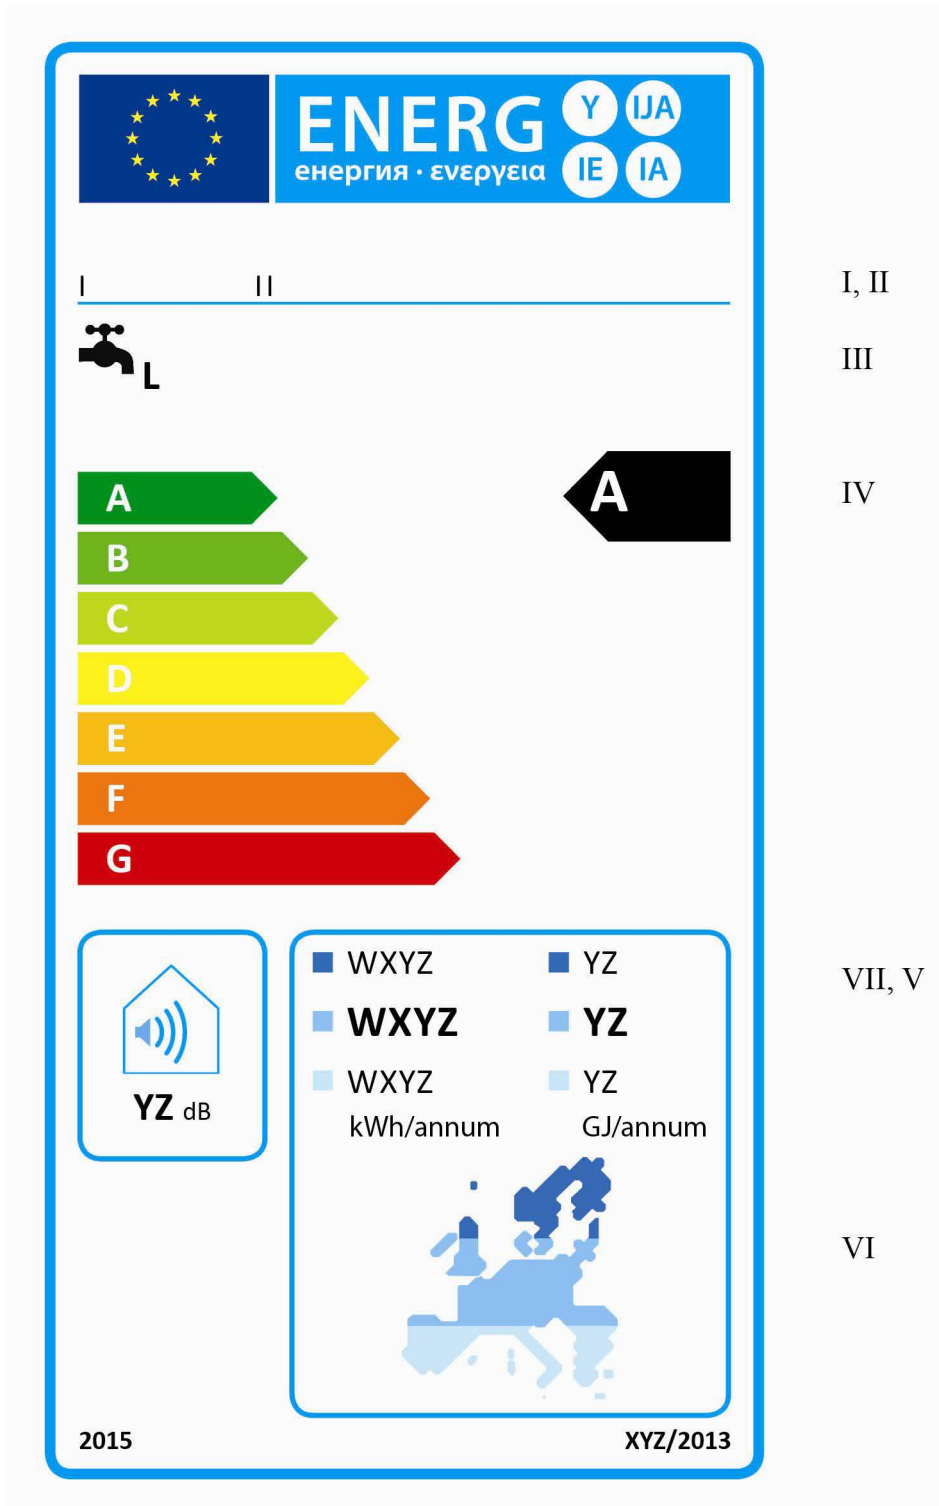 ENERG Y IJA
енергия · ενεργεια IE IA
I II I, II
III
L
A A IV
B
C
D
E
F
G
WXYZ YZ VII, V
WXYZ YZ
WXYZ YZ
YZ dB
kWh/annum GJ/annum
VI
2015 XYZ/2013